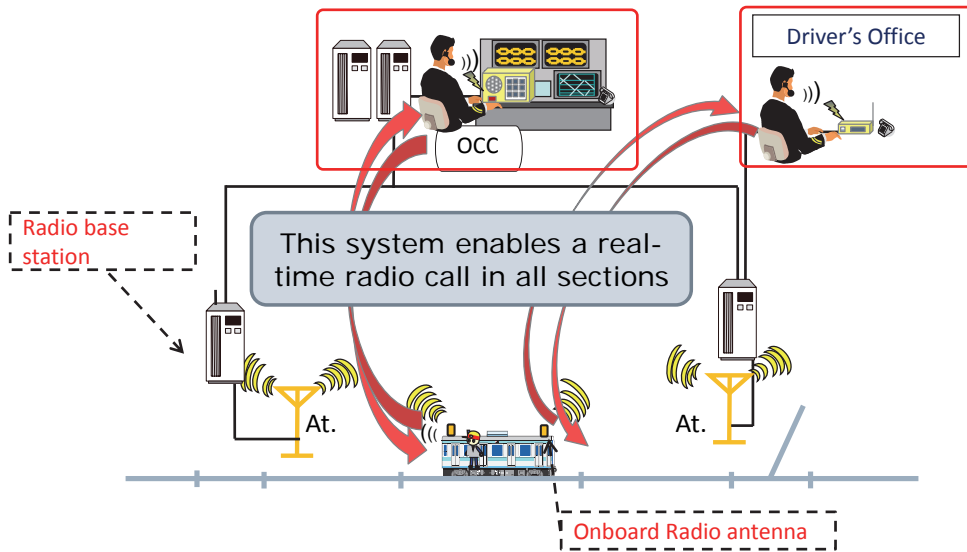 Driver's Office
OCC
Radio base
station
This system enables a real-
time radio call in all sections
At.
At.
Onboard Radio antenna